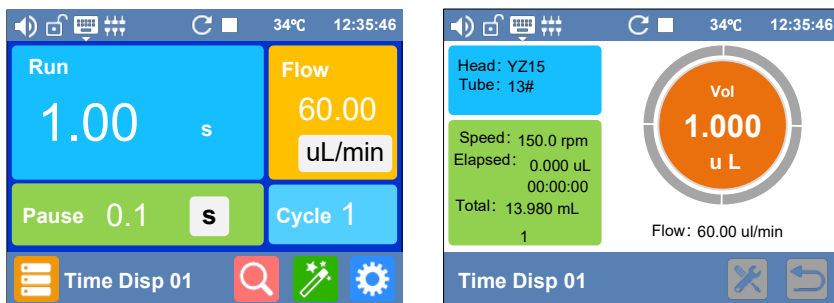 34℃ 12:35:46
Run
1.00 s
Flow
60.00
uL/min
Pause 0.1 s
Cycle 1
Time Disp 01
34℃ 12:35:46
Head: YZ15
Tube: 13#
Speed: 150.0 rpm
Elapsed: 0.000 uL
00:00:00
Total: 13.980 mL
1
Vol
1.000
u L
Flow: 60.00 ul/min
Time Disp 01